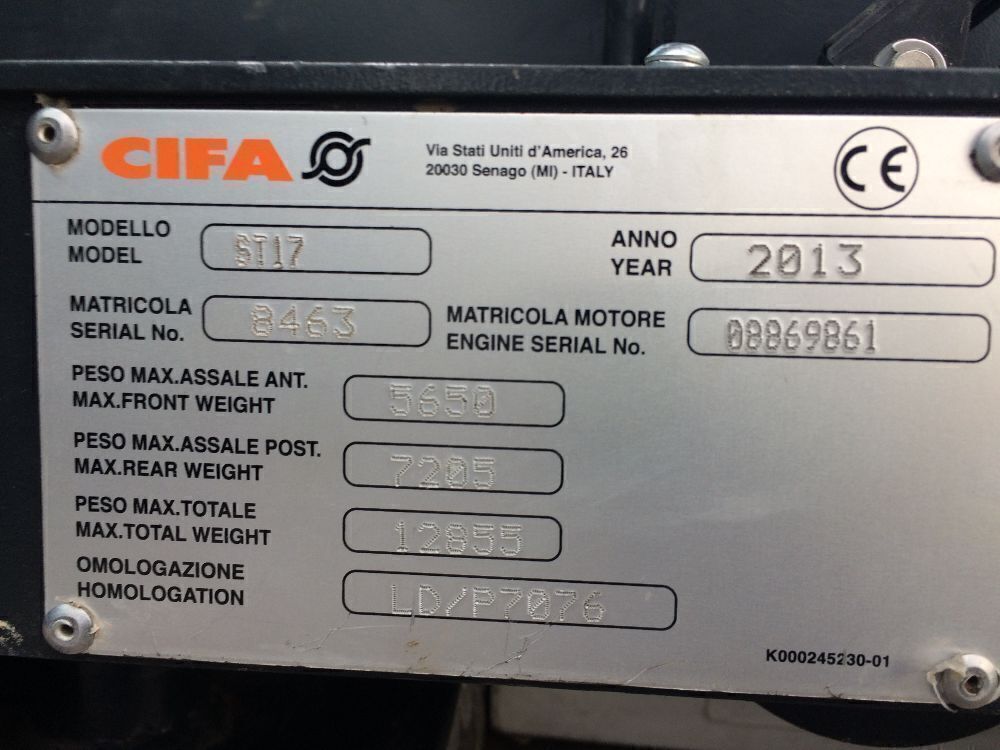 CIFA
Via Stati Uniti d'America, 26
20030 Senago (MI) - ITALY
CE
MODELLO
MODEL
ST17
ANNO
YEAR
2013
MATRICOLA
SERIAL No.
8463
MATRICOLA MOTORE
ENGINE SERIAL No.
08869861
PESO MAX.ASSALE ANT.
MAX.FRONT WEIGHT
5650
PESO MAX.ASSALE POST.
MAX.REAR WEIGHT
7205
PESO MAX.TOTALE
MAX.TOTAL WEIGHT
12855
OMOLOGAZIONE
HOMOLOGATION
LD/P7076
K000245230-01